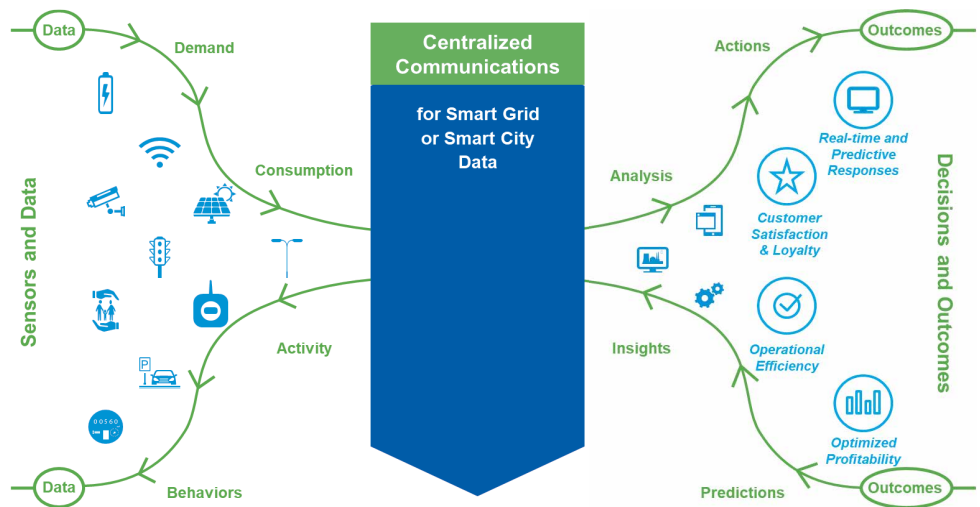 Data
Demand
Consumption
Sensors and Data
P
00560
Activity
Behaviors
Data
Centralized
Communications
for Smart Grid
or Smart City
Data
Actions
Outcomes
Analysis
Real-time and
Predictive
Responses
Customer
Satisfaction
& Loyalty
Decisions and Outcomes
Insights
Operational
Efficiency
Optimized
Profitability
Predictions
Outcomes